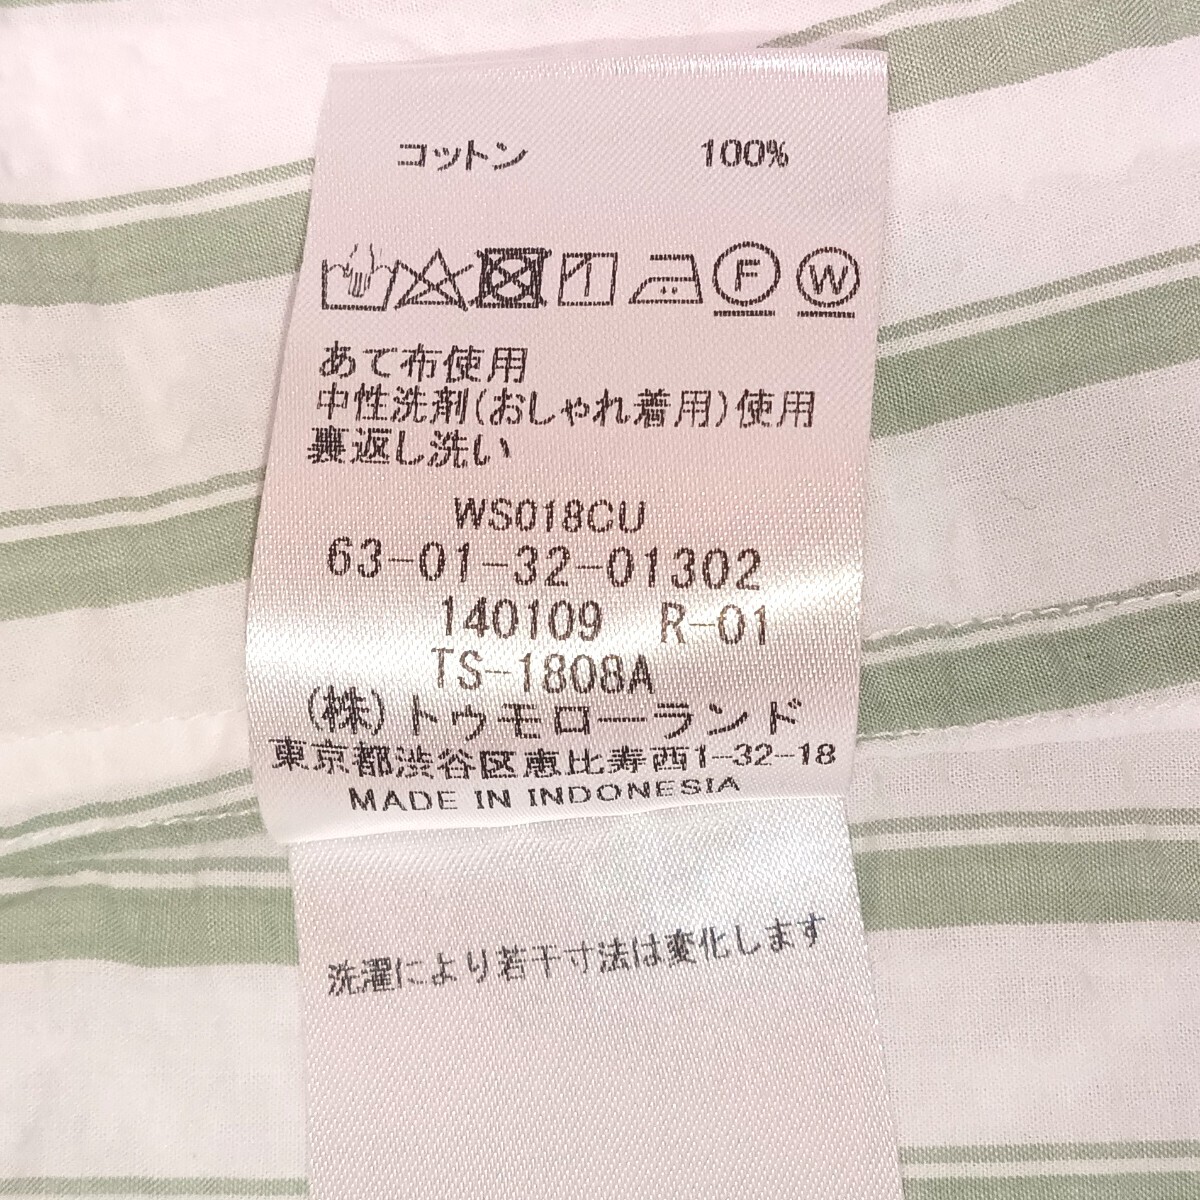 コットン 100%
F W
あて布使用
中性洗剤(おしゃれ着用)使用
裏返し洗い
WS018CU
63-01-32-01302
140109 R-01
TS-1808A
(株)トゥモローランド
東京都渋谷区恵比寿西1-32-18
MADE IN INDONESIA
洗濯により若干寸法は変化します